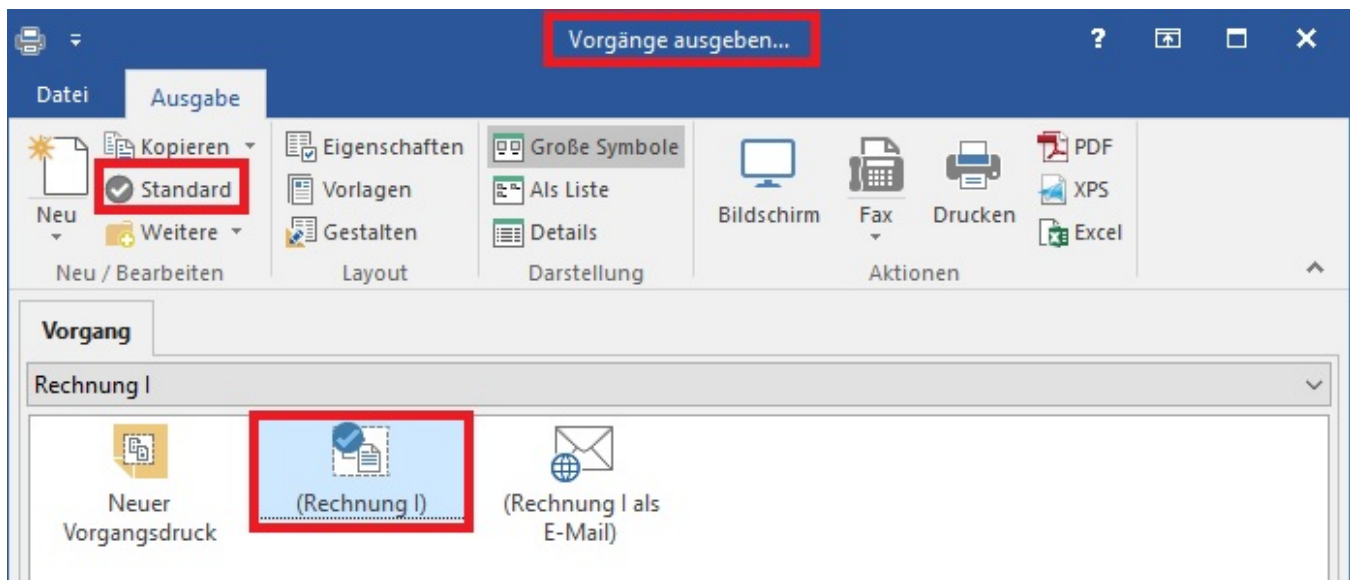 Vorgänge ausgeben...
?
Datei Ausgabe
Neu
Kopieren
Standard
Weitere
Neu / Bearbeiten
Eigenschaften
Vorlagen
Gestalten
Layout
Große Symbole
Als Liste
Details
Darstellung
Bildschirm
Fax
Drucken
PDF
XPS
Excel
Aktionen
Vorgang
Rechnung I
Neuer
Vorgangsdruck
(Rechnung I)
(Rechnung I als
E-Mail)